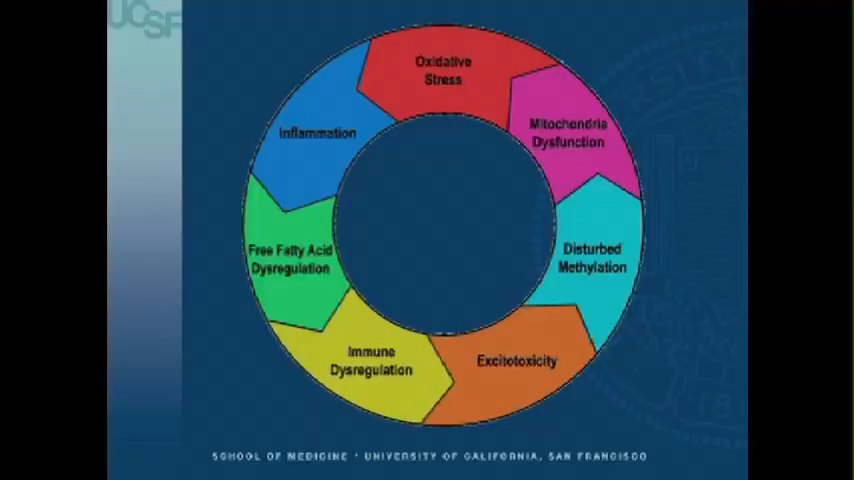 UCSF
Oxidative
Stress
Mitochondria
Dysfunction
Disturbed
Methylation
Excitotoxicity
Immune
Dysregulation
Free Fatty Acid
Dysregulation
Inflammation
SCHOOL OF MEDICINE • UNIVERSITY OF CALIFORNIA, SAN FRANCISCO